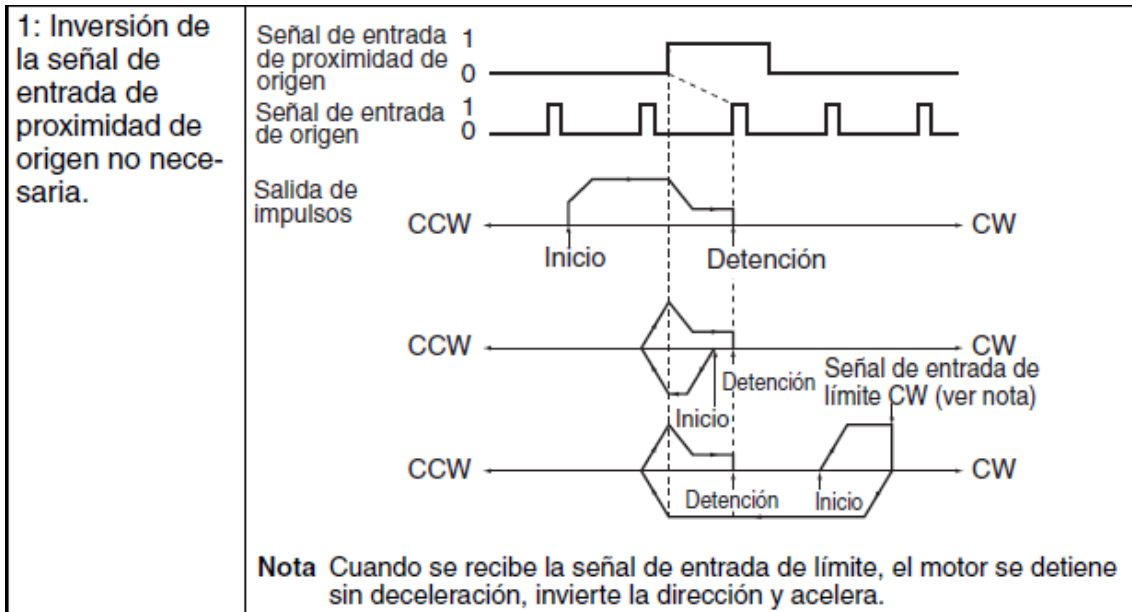 1: Inversión de
la señal de
entrada de
proximidad de
origen no nece-
saria.
Señal de entrada
de proximidad de
origen
1
0
Señal de entrada
de origen
1
0
Salida de
impulsos
CCW
CW
Inicio
Detención
CCW
CW
Detención
Inicio
Señal de entrada de
límite CW (ver nota)
CCW
CW
Detención
Inicio
Nota Cuando se recibe la señal de entrada de límite, el motor se detiene
sin deceleración, invierte la dirección y acelera.